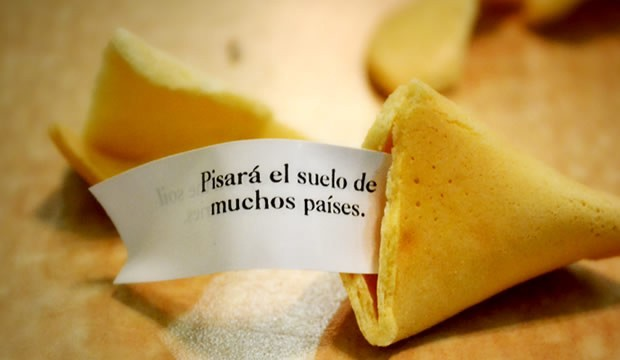 Pisará el suelo de
muchos países.